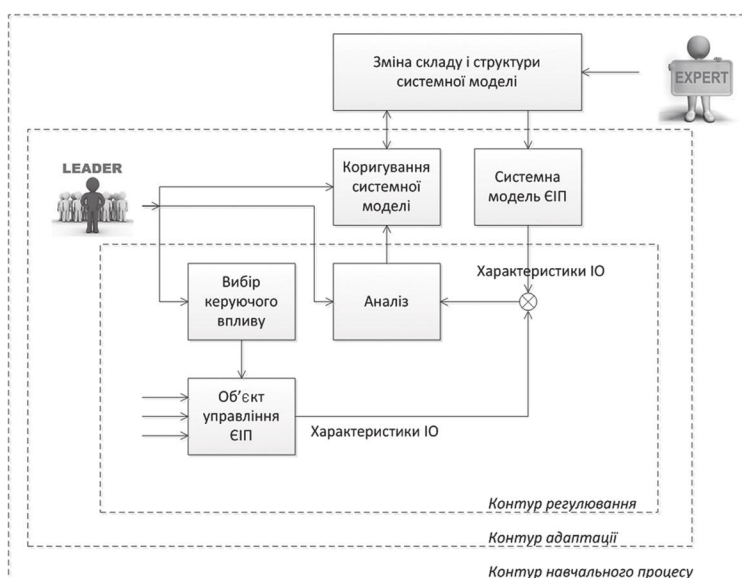 Зміна складу і структури
системної моделі
EXPERT
LEADER
Коригування
системної
моделі
Системна
модель ЄІП
Характеристики ІО
Вибір
керуючого
впливу
Аналіз
Об’єкт
управління
ЄІП
Характеристики ІО
Контур регулювання
Контур адаптації
Контур навчального процесу